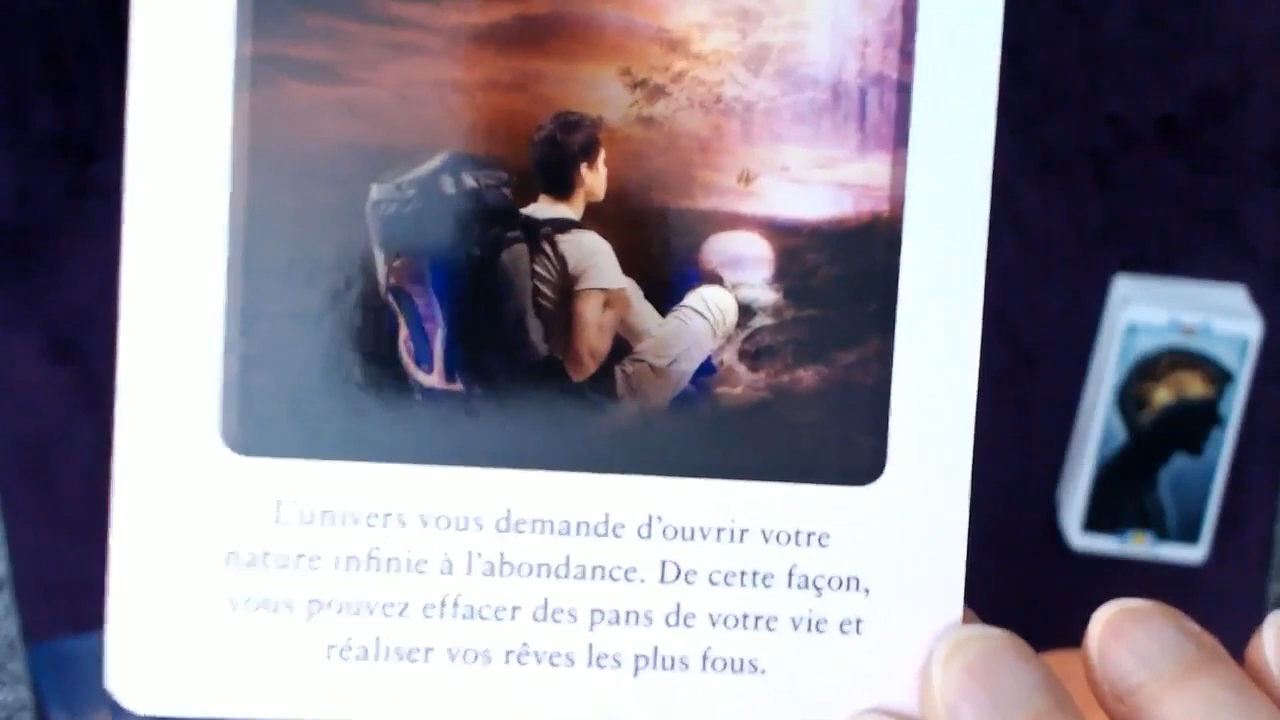 L'univers vous demande d'ouvrir votre
nature infinie à l'abondance. De cette façon,
vous pouvez effacer des pans de votre vie et
réaliser vos rêves les plus fous.